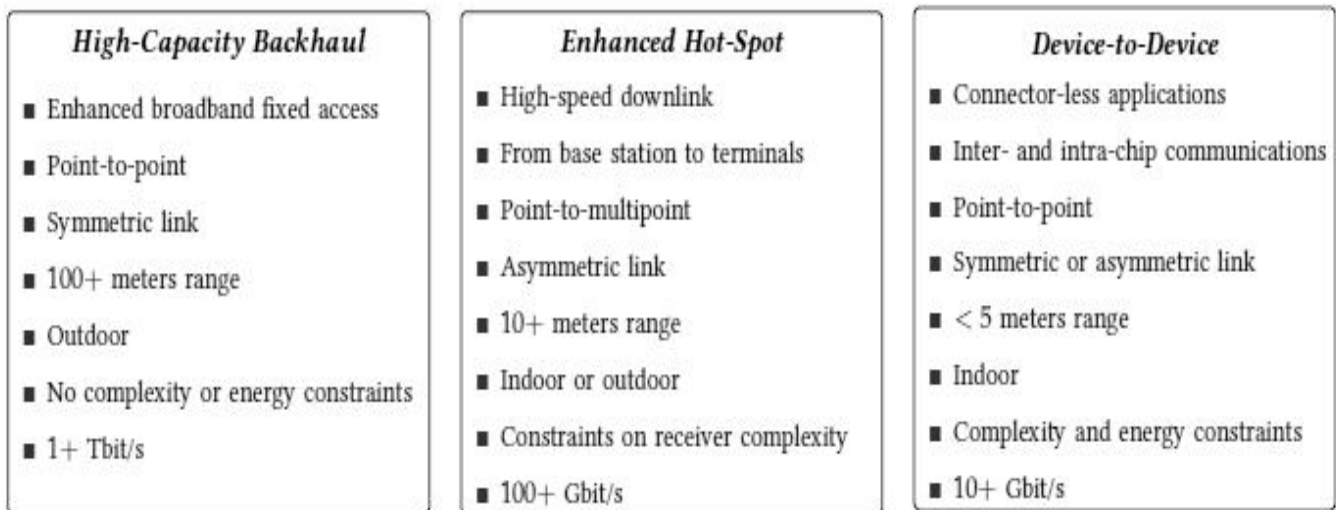 High-Capacity Backhaul
■ Enhanced broadband fixed access
■ Point-to-point
■ Symmetric link
■ 100+ meters range
■ Outdoor
■ No complexity or energy constraints
■ 1+ Tbit/s
Enhanced Hot-Spot
■ High-speed downlink
■ From base station to terminals
■ Point-to-multipoint
■ Asymmetric link
■ 10+ meters range
■ Indoor or outdoor
■ Constraints on receiver complexity
■ 100+ Gbit/s
Device-to-Device
■ Connector-less applications
■ Inter- and intra-chip communications
■ Point-to-point
■ Symmetric or asymmetric link
■ < 5 meters range
■ Indoor
■ Complexity and energy constraints
■ 10+ Gbit/s